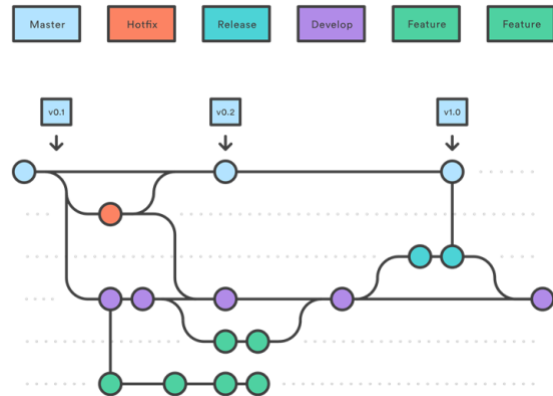 Master
Hotfix
Release
Develop
Feature
Feature
v0.1
v0.2
v1.0